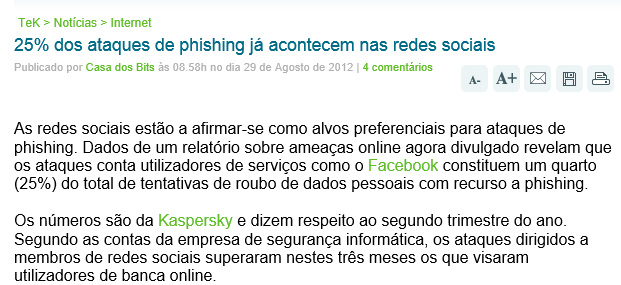 TeK > Notícias > Internet
25% dos ataques de phishing já acontecem nas redes sociais
Publicado por Casa dos Bits às 08.58h no dia 29 de Agosto de 2012 | 4 comentários
A- A+
As redes sociais estão a afirmar-se como alvos preferenciais para ataques de
phishing. Dados de um relatório sobre ameaças online agora divulgado revelam que
os ataques conta utilizadores de serviços como o Facebook constituem um quarto
(25%) do total de tentativas de roubo de dados pessoais com recurso a phishing.
Os números são da Kaspersky e dizem respeito ao segundo trimestre do ano.
Segundo as contas da empresa de segurança informática, os ataques dirigidos a
membros de redes sociais superaram nestes três meses os que visaram
utilizadores de banca online.